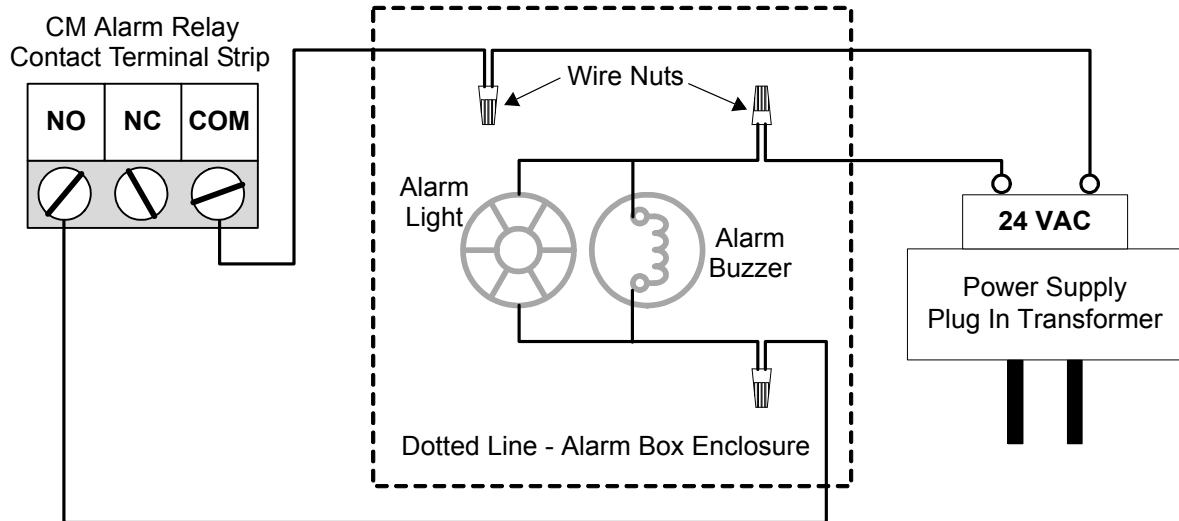 CM Alarm Relay
Contact Terminal Strip
NO NC COM
Wire Nuts
Alarm
Light
Alarm
Buzzer
24 VAC
Power Supply
Plug In Transformer
Dotted Line - Alarm Box Enclosure